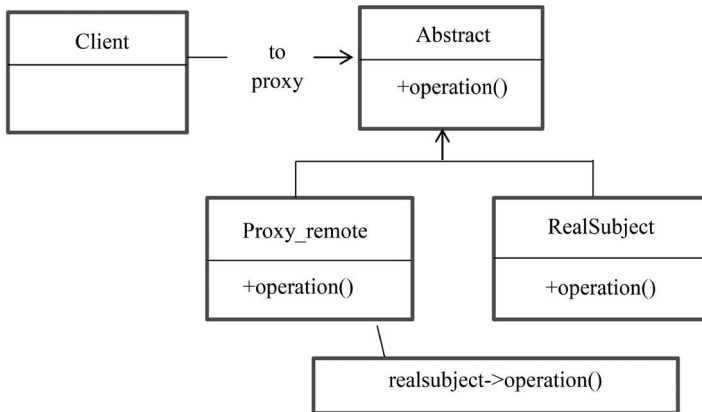 Client
to
proxy
Abstract
+operation()
Proxy_remote
+operation()
RealSubject
+operation()
realsubject->operation()